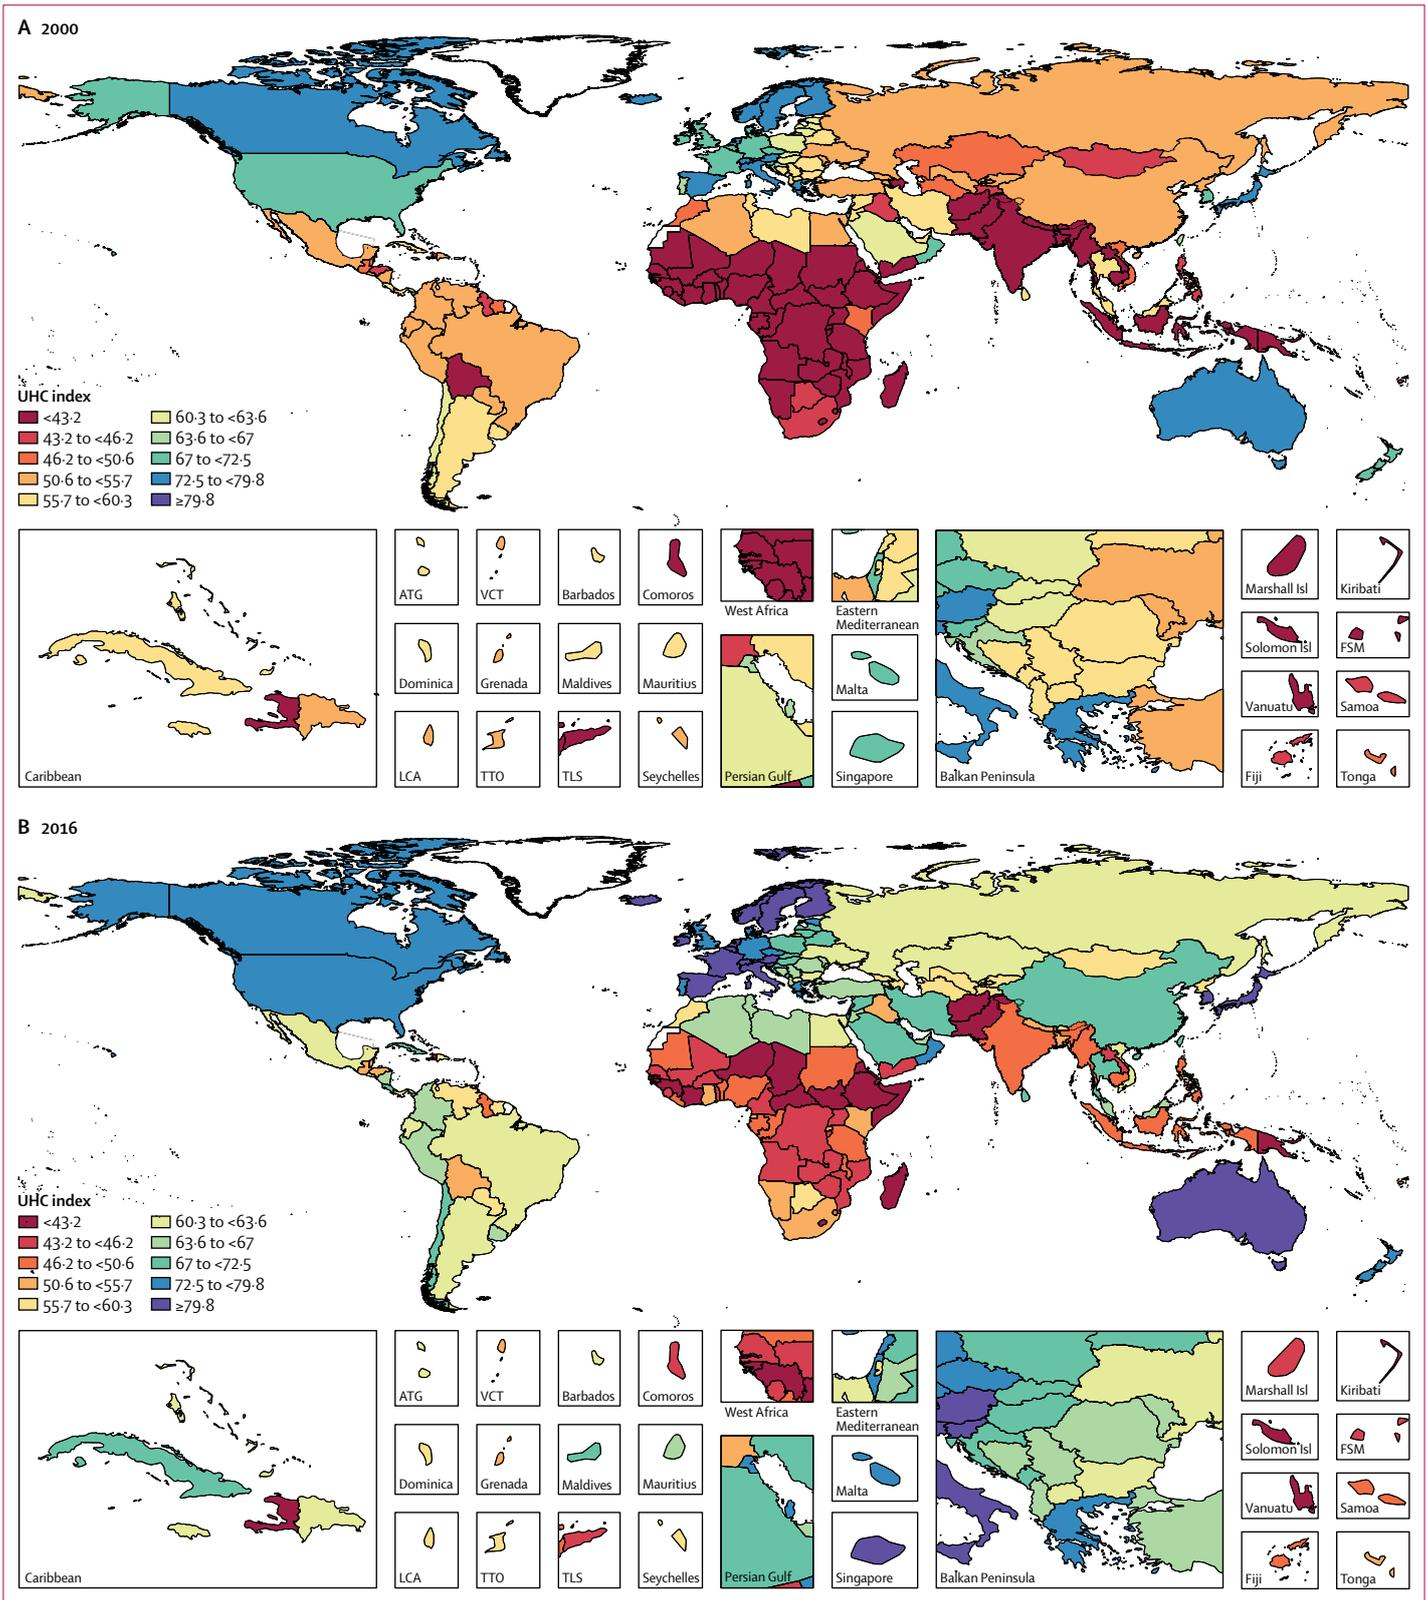 A 2000
UHC index
<43·2
43·2 to <46·2
46·2 to <50·6
50·6 to <55·7
55·7 to <60·3
60·3 to <63·6
63·6 to <67
67 to <72·5
72·5 to <79·8
≥79·8
Caribbean
ATG
VCT
Barbados
Comoros
Dominica
Grenada
Maldives
Mauritius
LCA
TTO
TLS
Seychelles
West Africa
Eastern
Mediterranean
Persian Gulf
Malta
Singapore
Balkan Peninsula
Marshall Isl
Kiribati
Solomon Isl
FSM
Vanuatu
Samoa
Fiji
Tonga
B 2016
UHC index
<43·2
43·2 to <46·2
46·2 to <50·6
50·6 to <55·7
55·7 to <60·3
60·3 to <63·6
63·6 to <67
67 to <72·5
72·5 to <79·8
≥79·8
Caribbean
ATG
VCT
Barbados
Comoros
Dominica
Grenada
Maldives
Mauritius
LCA
TTO
TLS
Seychelles
West Africa
Eastern
Mediterranean
Persian Gulf
Malta
Singapore
Balkan Peninsula
Marshall Isl
Kiribati
Solomon Isl
FSM
Vanuatu
Samoa
Fiji
Tonga